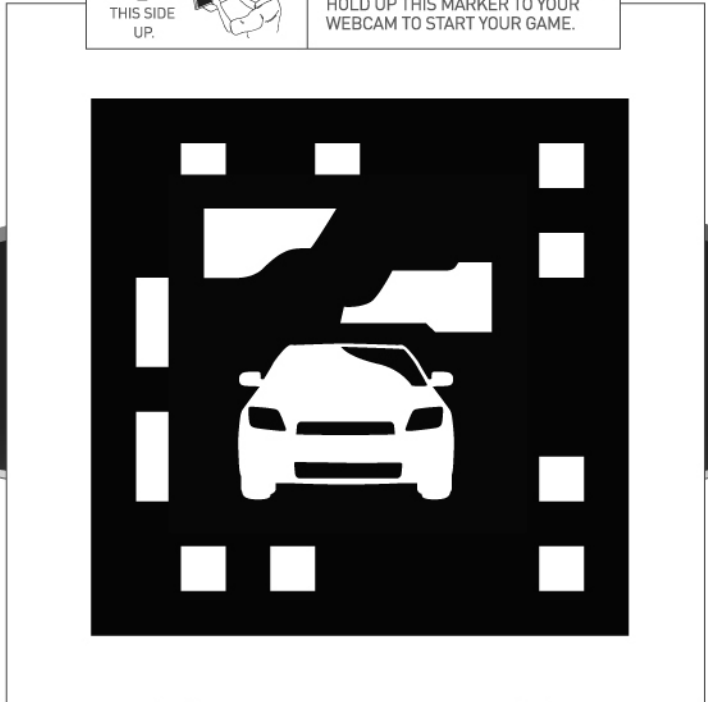 THIS SIDE
UP.
HOLD UP THIS MARKER TO YOUR
WEBCAM TO START YOUR GAME.